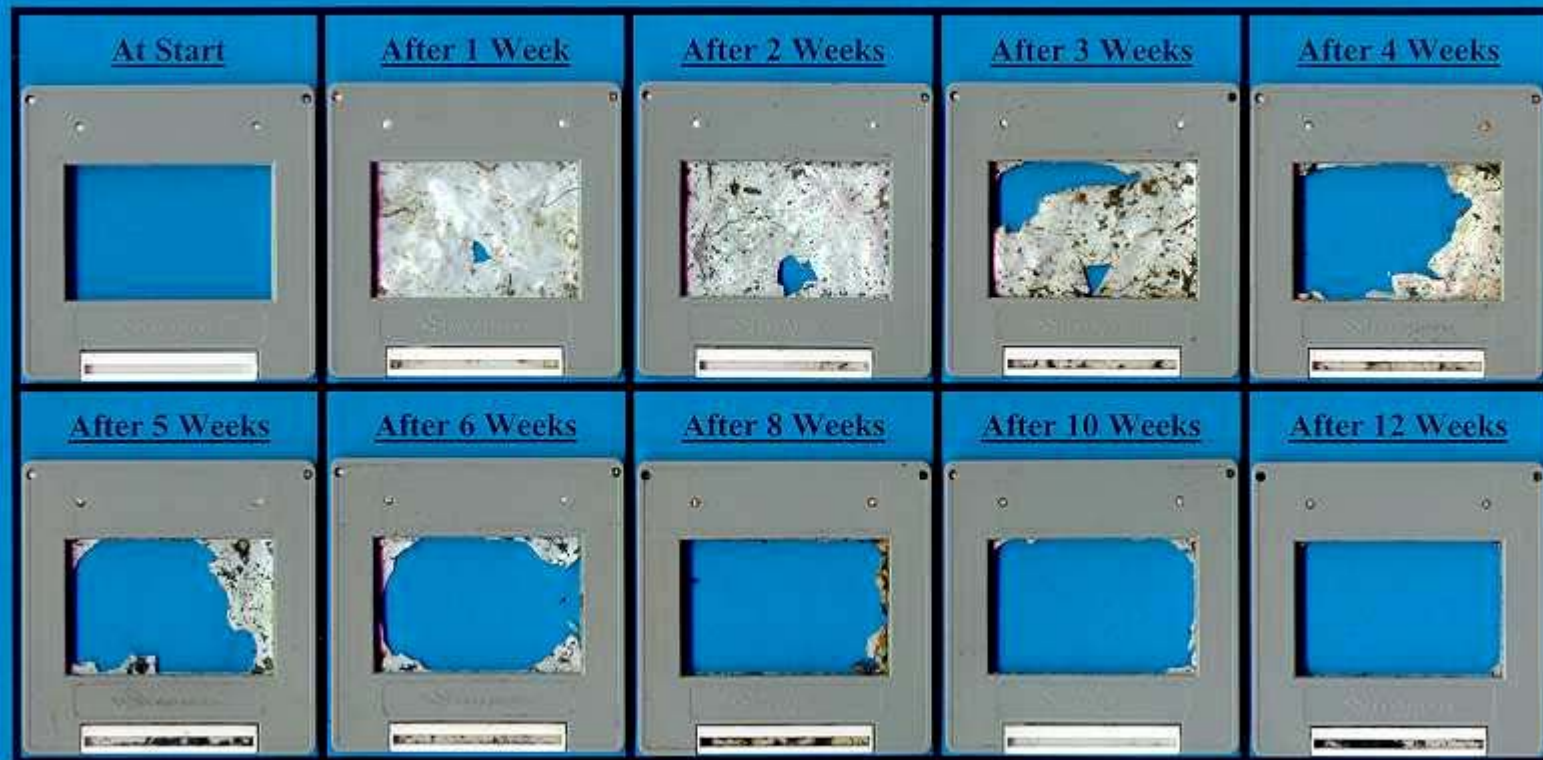 At Start
After 1 Week
After 2 Weeks
After 3 Weeks
After 4 Weeks
After 5 Weeks
After 6 Weeks
After 8 Weeks
After 10 Weeks
After 12 Weeks